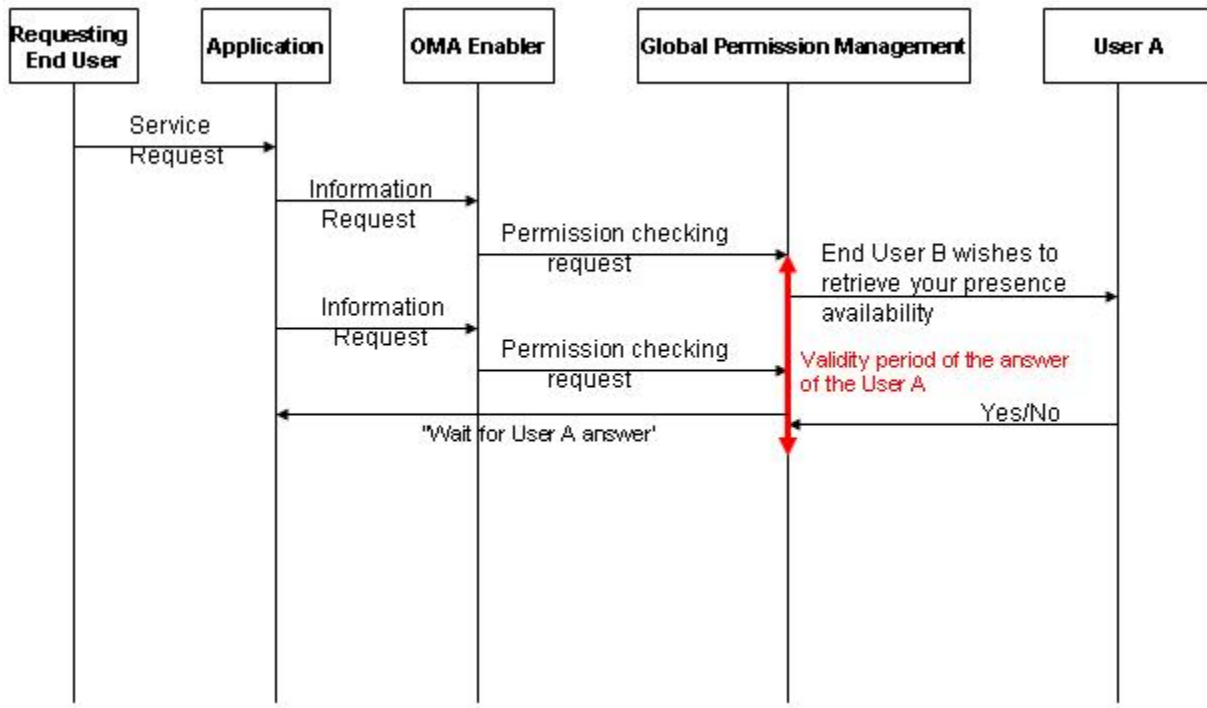 Requesting
End User
Application
OMA Enabler
Global Permission Management
User A
Service
Request
Information
Request
Permission checking
request
End User B wishes to
retrieve your presence
availability
Information
Request
Permission checking
request
Validity period of the answer
of the User A
Yes/No
"Wait for User A answer'